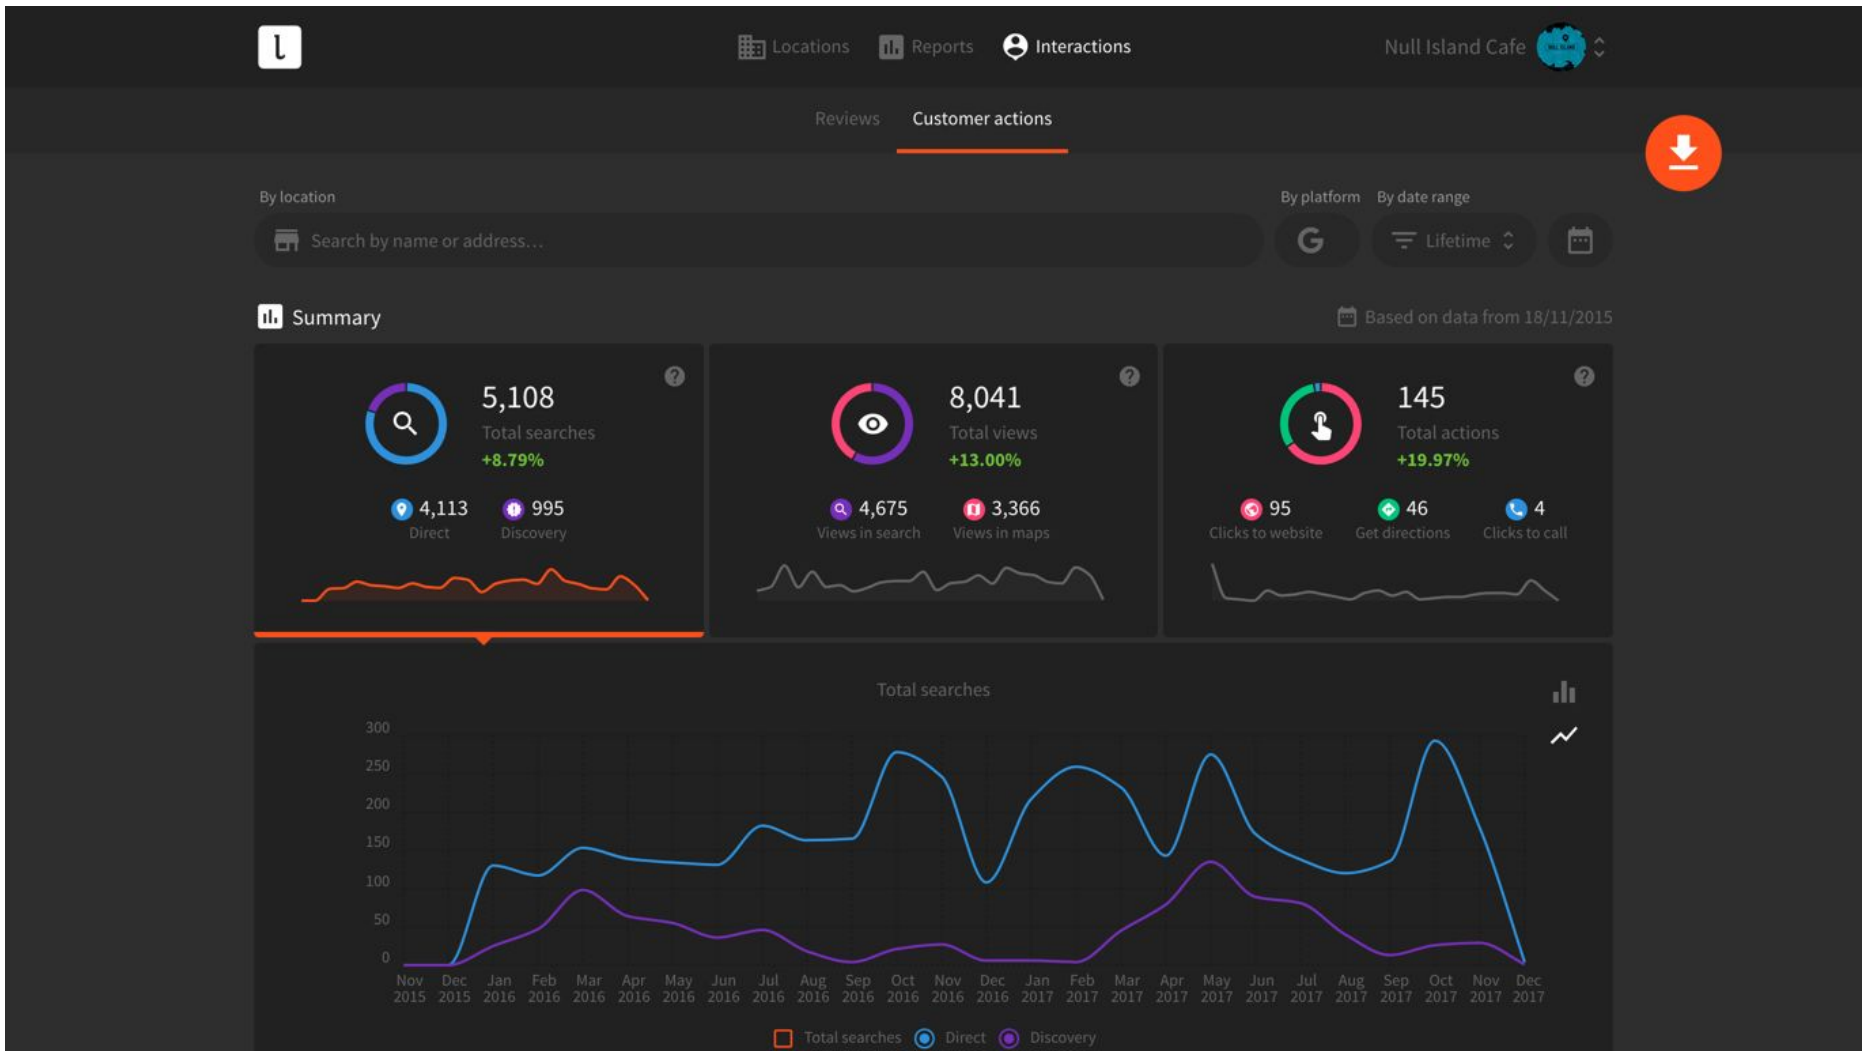 l
Locations
Reports
Interactions
Null Island Cafe
Reviews
Customer actions
By location
By platform
By date range
Search by name or address...
G
Lifetime
Summary
Based on data from 18/11/2015
5,108
Total searches
+8.79%
4,113
Direct
995
Discovery
8,041
Total views
+13.00%
4,675
Views in search
3,366
Views in maps
145
Total actions
+19.97%
95
Clicks to website
46
Get directions
4
Clicks to call
Total searches
300
250
200
150
100
50
0
Nov Dec Jan Feb Mar Apr May Jun Jul Aug Sep Oct Nov Dec Jan Feb Mar Apr May Jun Jul Aug Sep Oct Nov Dec
2015 2015 2016 2016 2016 2016 2016 2016 2016 2016 2016 2016 2016 2016 2017 2017 2017 2017 2017 2017 2017 2017 2017 2017 2017 2017
Total searches Direct Discovery